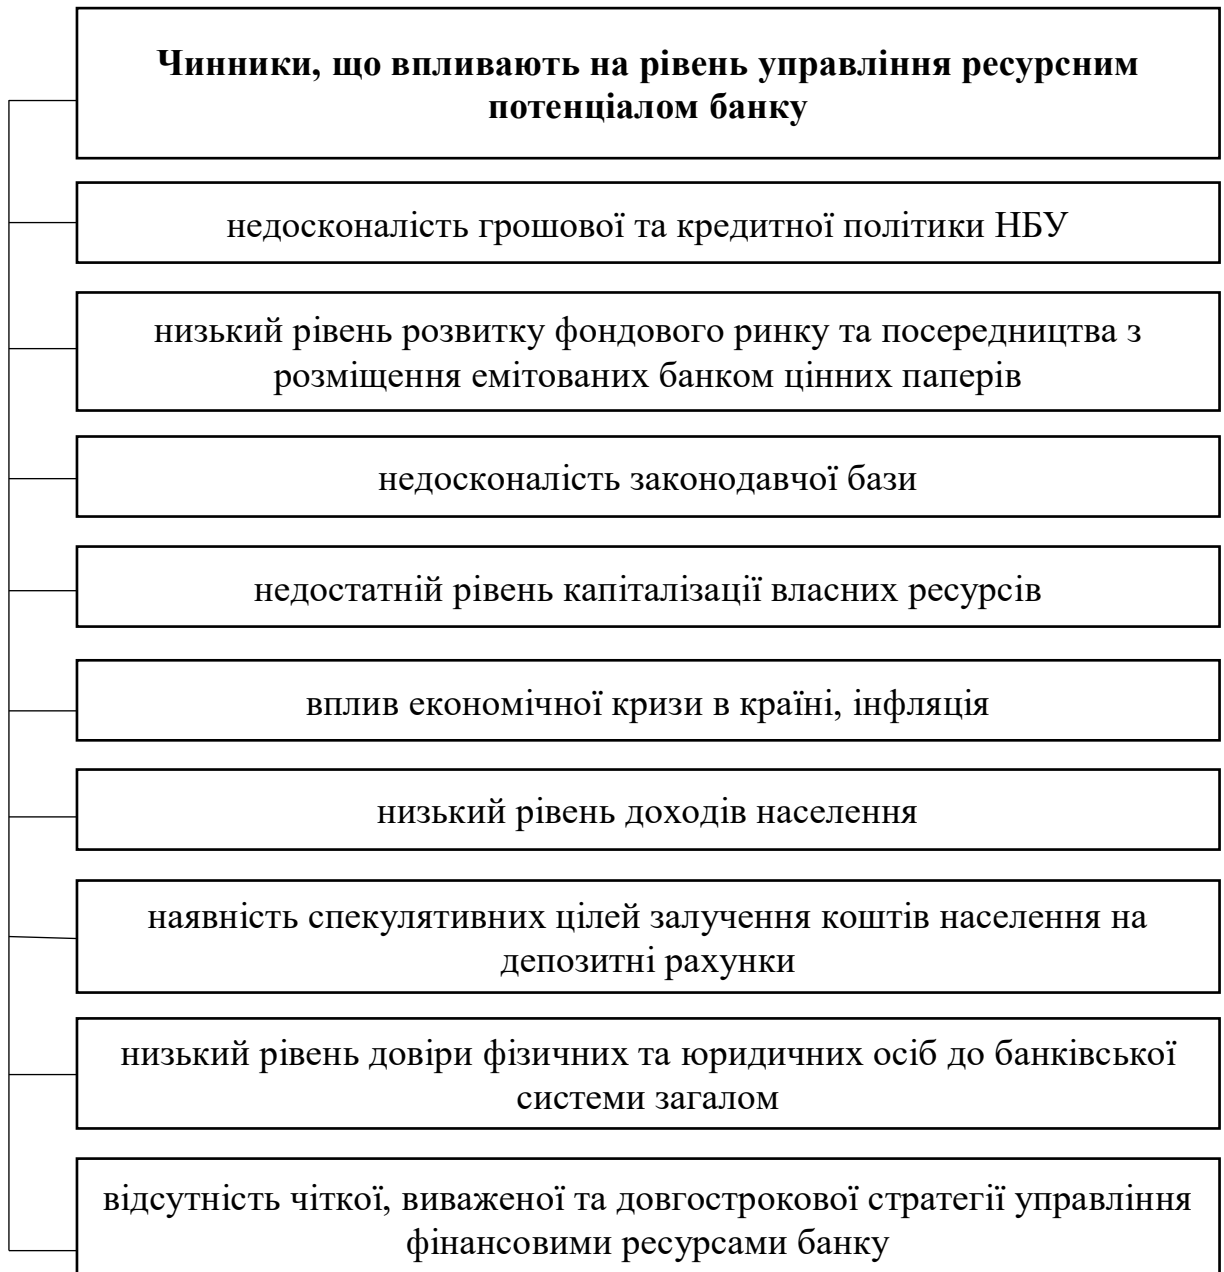 Чинники, що впливають на рівень управління ресурсним
потенціалом банку
недосконалість грошової та кредитної політики НБУ
низький рівень розвитку фондового ринку та посередництва з
розміщення емітованих банком цінних паперів
недосконалість законодавчої бази
недостатній рівень капіталізації власних ресурсів
вплив економічної кризи в країні, інфляція
низький рівень доходів населення
наявність спекулятивних цілей залучення коштів населення на
депозитні рахунки
низький рівень довіри фізичних та юридичних осіб до банківської
системи загалом
відсутність чіткої, виваженої та довгострокової стратегії управління
фінансовими ресурсами банку